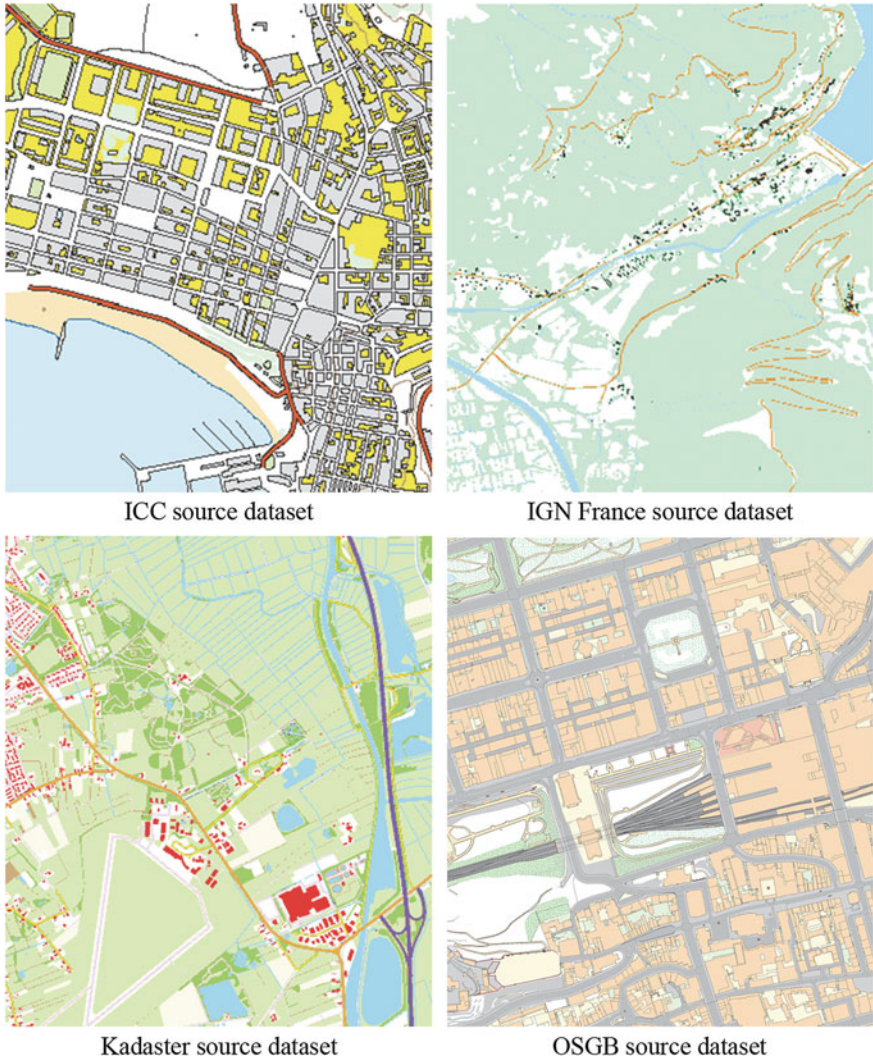 ICC source dataset
IGN France source dataset
Kadaster source dataset
OSGB source dataset